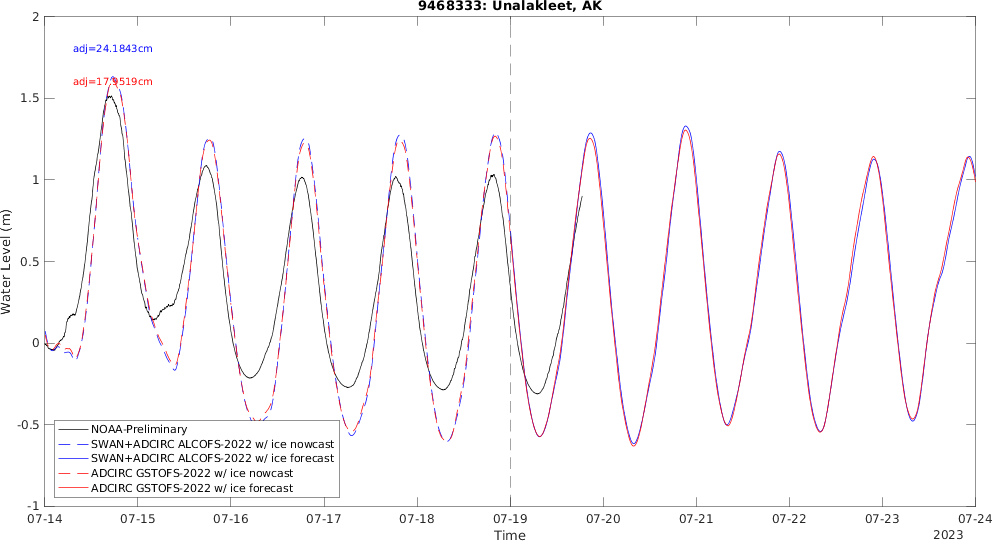 9468333: Unalakleet, AK
2
adj=24.1843cm
adj=17.9519cm
1.5
1
0.5
0
-0.5
-1
Water Level (m)
NOAA-Preliminary
SWAN+ADCIRC ALCOFS-2022 w/ ice nowcast
SWAN+ADCIRC ALCOFS-2022 w/ ice forecast
ADCIRC GSTOFS-2022 w/ ice nowcast
ADCIRC GSTOFS-2022 w/ ice forecast
07-14 07-15 07-16 07-17 07-18 07-19 07-20 07-21 07-22 07-23 07-24
Time
2023